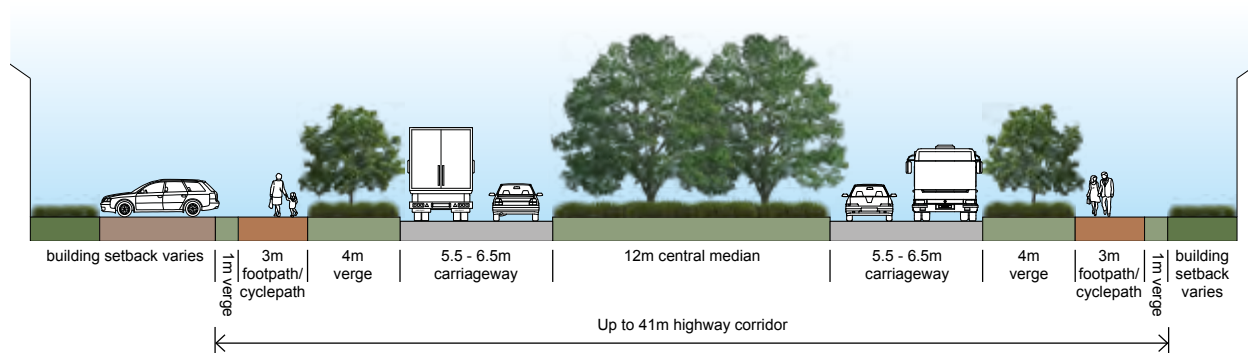 building setback varies
1m verge
3m
footpath/
cyclepath
4m
verge
5.5 - 6.5m
carriageway
12m central median
5.5 - 6.5m
carriageway
4m
verge
3m
footpath/
cyclepath
1m verge
building
setback
varies
Up to 41m highway corridor